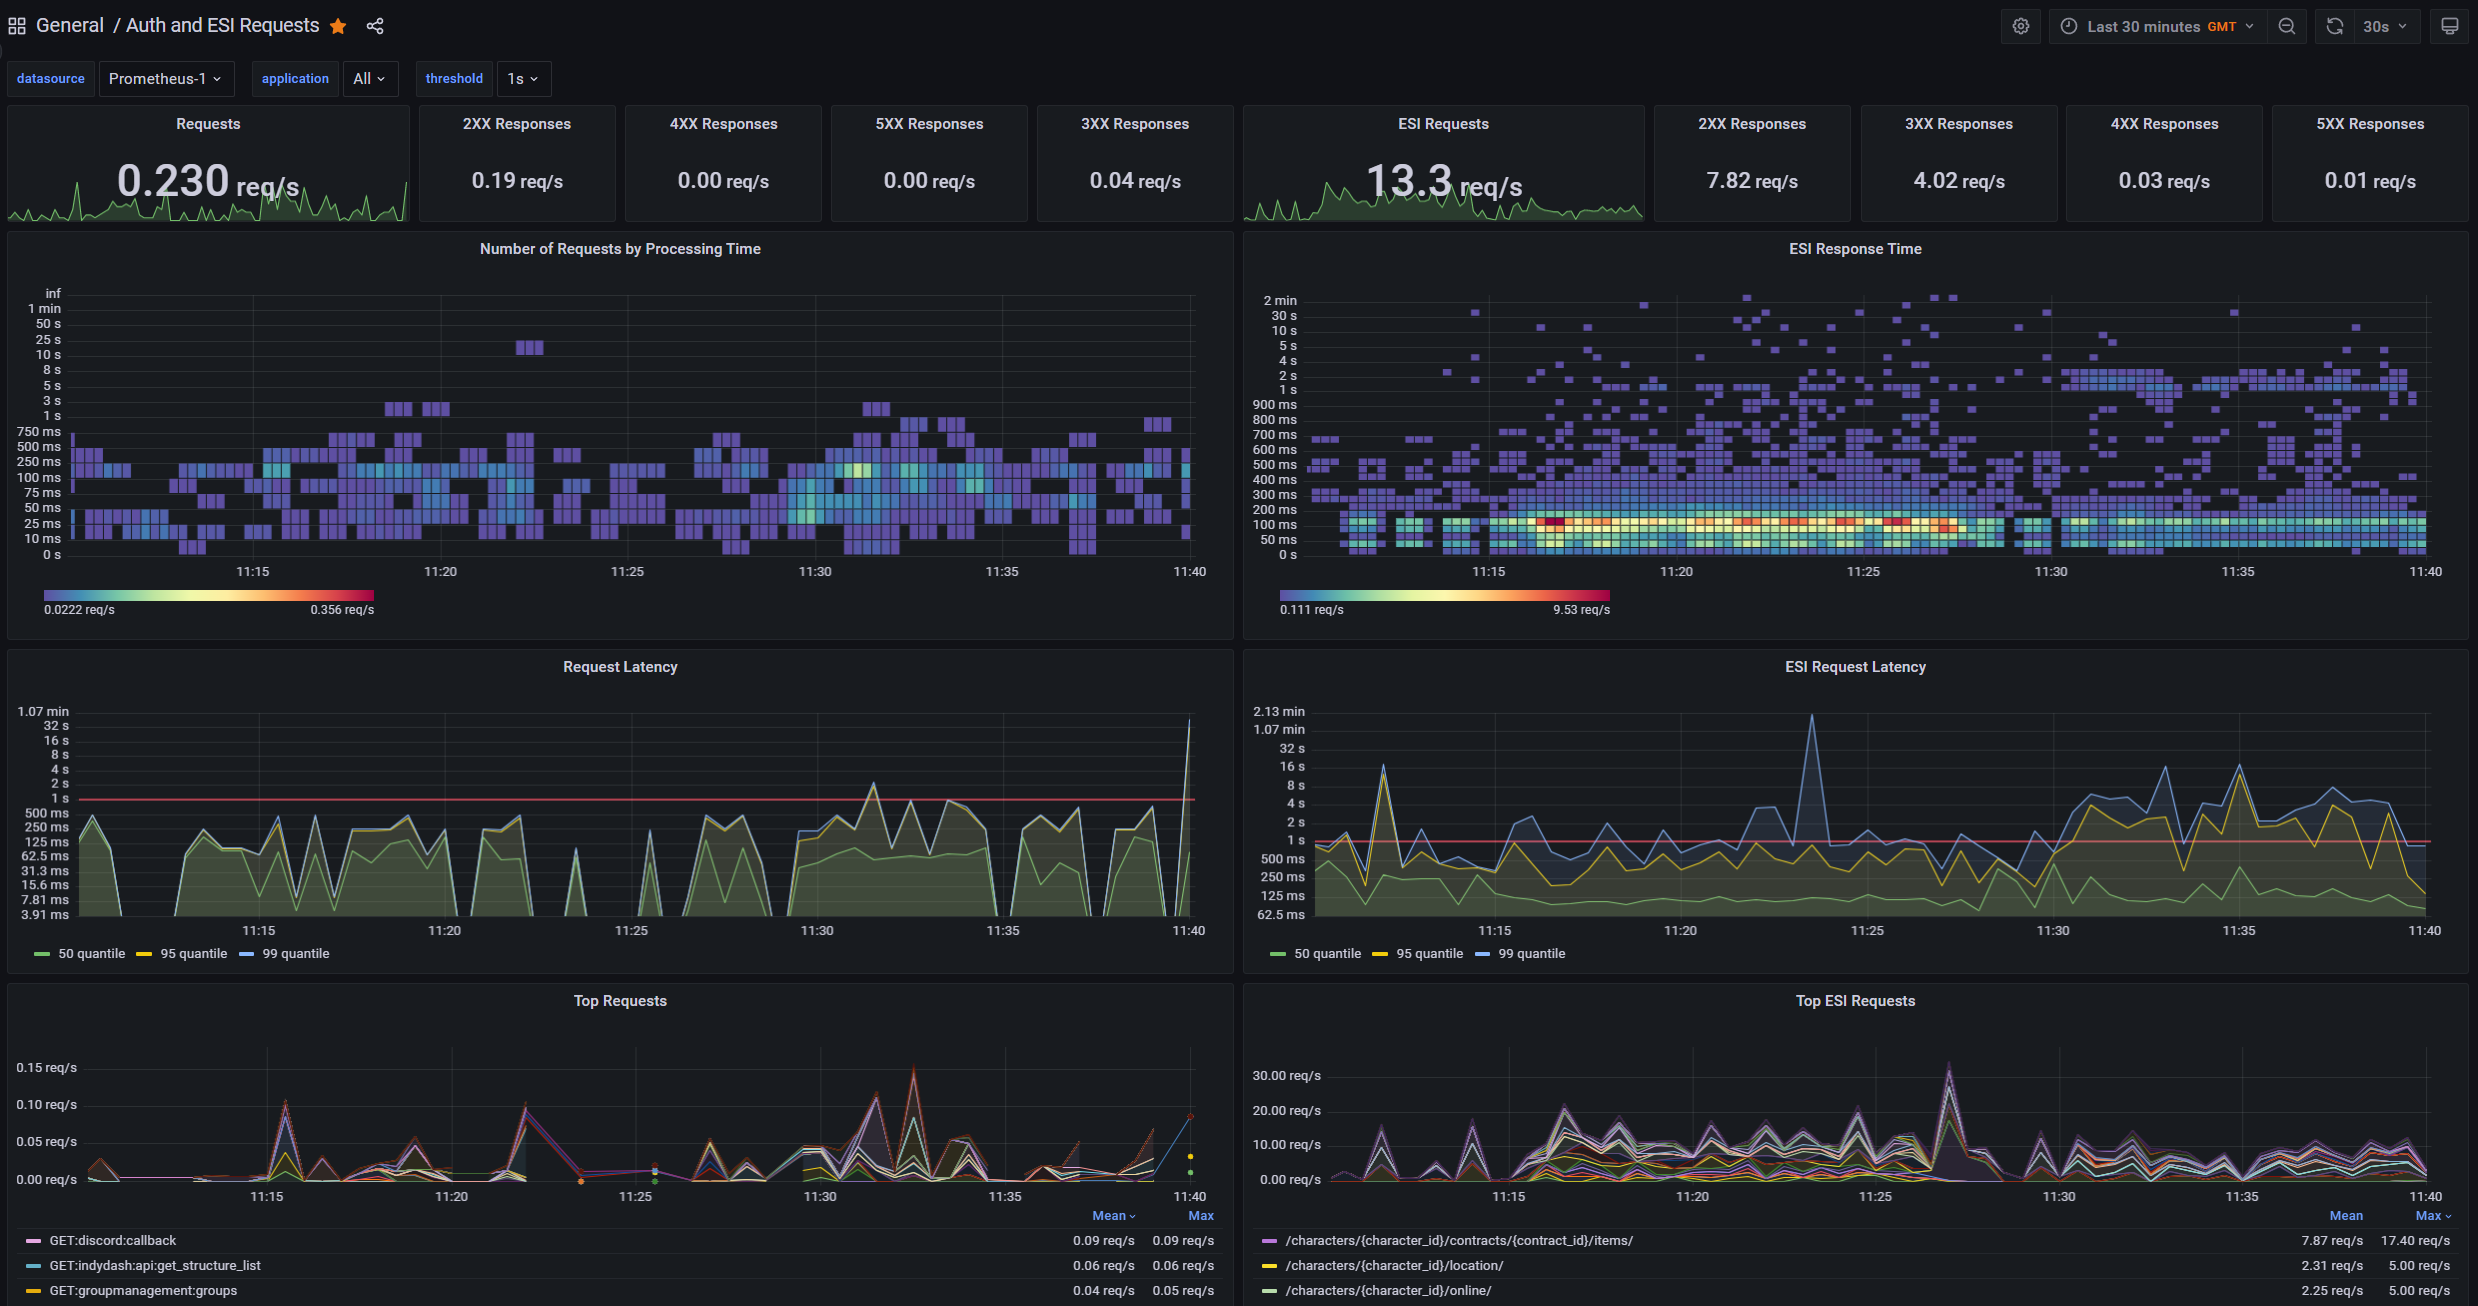 General / Auth and ESI Requests
Last 30 minutes GMT
30s
datasource Prometheus-1 application All threshold 1s
Requests
0.230 req/s
2XX Responses
0.19 req/s
4XX Responses
0.00 req/s
5XX Responses
0.00 req/s
3XX Responses
0.04 req/s
ESI Requests
13.3 req/s
2XX Responses
7.82 req/s
3XX Responses
4.02 req/s
4XX Responses
0.03 req/s
5XX Responses
0.01 req/s
Number of Requests by Processing Time
inf
1 min
50 s
25 s
10 s
8 s
5 s
3 s
1 s
750 ms
500 ms
250 ms
100 ms
75 ms
50 ms
25 ms
10 ms
0 s
11:15 11:20 11:25 11:30 11:35 11:40
0.0222 req/s 0.356 req/s
ESI Response Time
2 min
30 s
10 s
5 s
4 s
2 s
1 s
900 ms
800 ms
700 ms
600 ms
500 ms
400 ms
300 ms
200 ms
100 ms
50 ms
0 s
11:15 11:20 11:25 11:30 11:35 11:40
0.111 req/s 9.53 req/s
Request Latency
1.07 min
32 s
16 s
8 s
4 s
2 s
1 s
500 ms
250 ms
125 ms
62.5 ms
31.3 ms
15.6 ms
7.81 ms
3.91 ms
11:15 11:20 11:25 11:30 11:35 11:40
50 quantile 95 quantile 99 quantile
ESI Request Latency
2.13 min
1.07 min
32 s
16 s
8 s
4 s
2 s
1 s
500 ms
250 ms
125 ms
62.5 ms
11:15 11:20 11:25 11:30 11:35 11:40
50 quantile 95 quantile 99 quantile
Top Requests
0.15 req/s
0.10 req/s
0.05 req/s
0.00 req/s
11:15 11:20 11:25 11:30 11:35 11:40
Mean Max
GET:discord:callback 0.09 req/s 0.09 req/s
GET:indydash:api:get_structure_list 0.06 req/s 0.06 req/s
GET:groupmanagement:groups 0.04 req/s 0.05 req/s
Top ESI Requests
30.00 req/s
20.00 req/s
10.00 req/s
0.00 req/s
11:15 11:20 11:25 11:30 11:35 11:40
Mean Max
/characters/{character_id}/contracts/{contract_id}/items/ 7.87 req/s 17.40 req/s
/characters/{character_id}/location/ 2.31 req/s 5.00 req/s
/characters/{character_id}/online/ 2.25 req/s 5.00 req/s